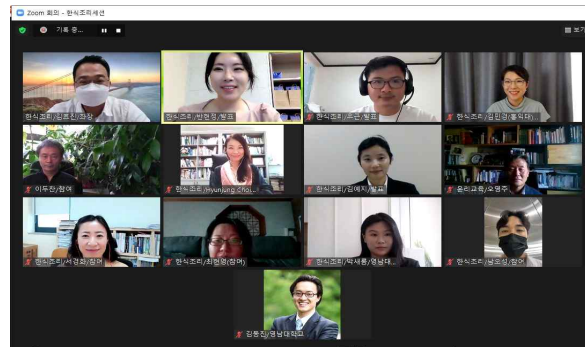 Zoom 회의 - 한식조리세션
기록 중...
보기
한식조리/김표진/좌장
한식조리/반현정/발표
한식조리/우근/발표
한식조리/김민경/홍익대...
이두찬/참여
한식조리/Hyunjung Choi...
한식조리/김예지/발표
윤리교육/오영주
한식조리/서경화/참여
한식조리/최현영(참여)
한식조리/박새롬/영남대...
한식조리/남오성/참여
김동진/영남대학교